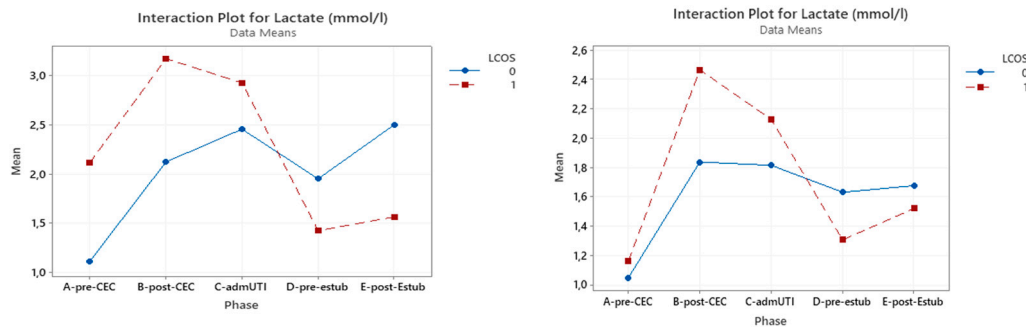 Interaction Plot for Lactate (mmol/l)
Data Means
LCOS
0
1
3,0
2,5
2,0
1,5
1,0
Mean
A-pre-CEC B-post-CEC C-admUTI D-pre-estub E-post-Estub
Phase
Interaction Plot for Lactate (mmol/l)
Data Means
LCOS
0
1
2,6
2,4
2,2
2,0
1,8
1,6
1,4
1,2
1,0
Mean
A-pre-CEC B-post-CEC C-admUTI D-pre-estub E-post-Estub
Phase